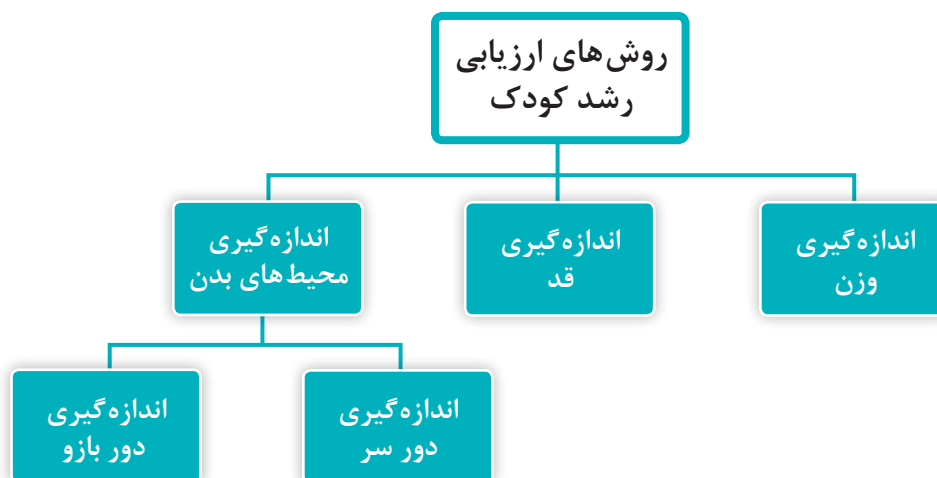 روش‌های ارزیابی
رشد کودک
اندازه‌گیری
وزن
اندازه‌گیری
قد
اندازه‌گیری
محیط‌های بدن
اندازه‌گیری
دور سر
اندازه‌گیری
دور بازو